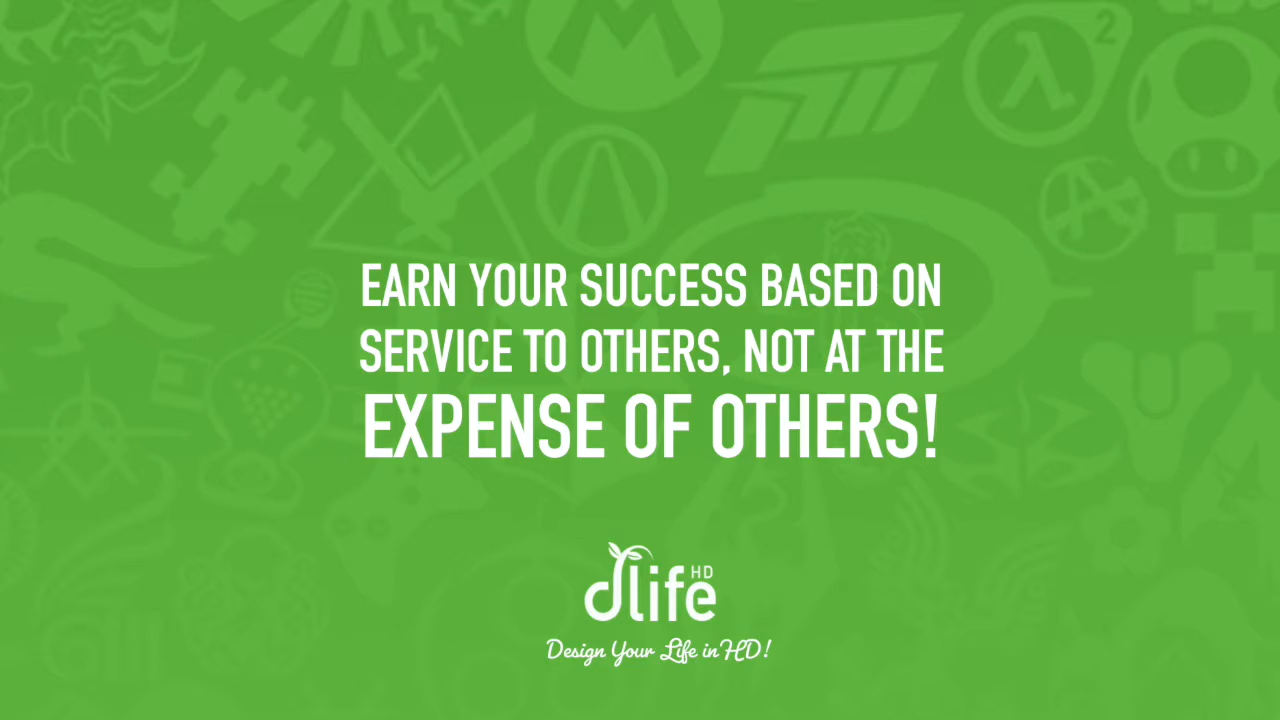 EARN YOUR SUCCESS BASED ON
SERVICE TO OTHERS, NOT AT THE
EXPENSE OF OTHERS!
dlife HD
Design Your Life in HD!
2